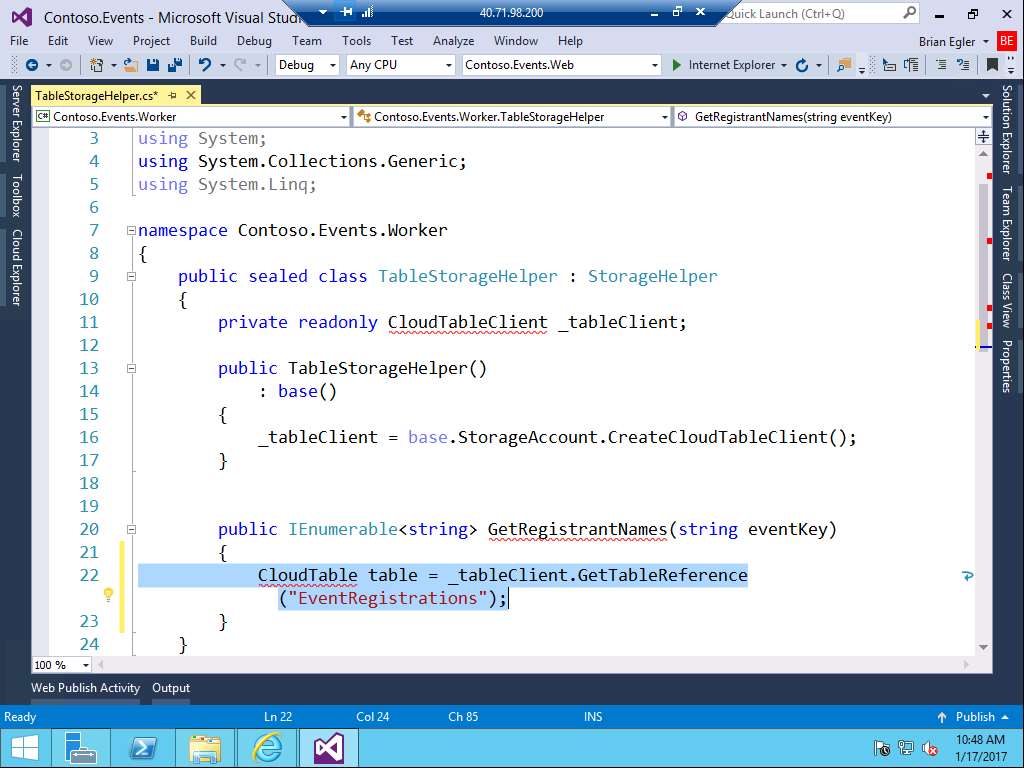 Contoso.Events - Microsoft Visual Studio
40.71.98.200
Quick Launch (Ctrl+Q)
File Edit View Project Build Debug Team Tools Test Analyze Window Help
Brian Egler
BE
Debug Any CPU Contoso.Events.Web Internet Explorer
TableStorageHelper.cs*
C# Contoso.Events.Worker Contoso.Events.Worker.TableStorageHelper GetRegistrantNames(string eventKey)
Server Explorer
Toolbox
Cloud Explorer
3 using System;
4 using System.Collections.Generic;
5 using System.Linq;
6
7 namespace Contoso.Events.Worker
8 {
9 public sealed class TableStorageHelper : StorageHelper
10 {
11 private readonly CloudTableClient _tableClient;
12
13 public TableStorageHelper()
14 : base()
15 {
16 _tableClient = base.StorageAccount.CreateCloudTableClient();
17 }
18
19
20 public IEnumerable<string> GetRegistrantNames(string eventKey)
21 {
22 CloudTable table = _tableClient.GetTableReference
("EventRegistrations");
23 }
24 }
Solution Explorer
Team Explorer
Class View
Properties
100 %
Web Publish Activity Output
Ready Ln 22 Col 24 Ch 85 INS Publish
10:48 AM
1/17/2017